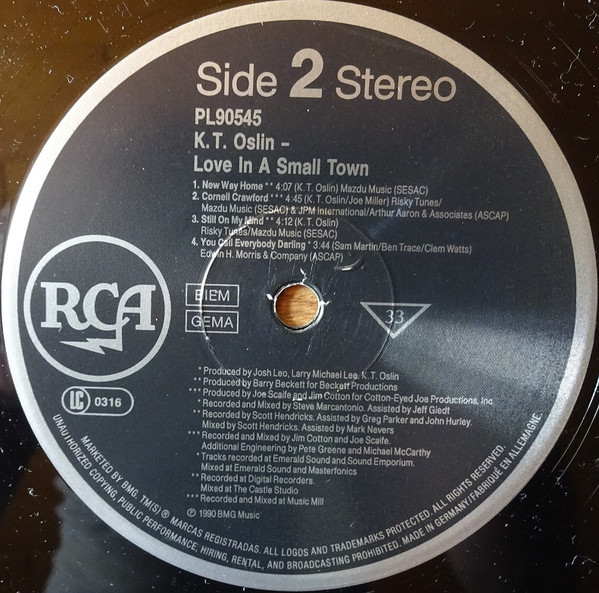 Side 2 Stereo
PL90545
K.T. Oslin -
Love In A Small Town
1. New Way Home ** 4:07 (K.T. Oslin) Mazdu Music (SESAC)
2. Cornell Crawford *** 4:45 (K.T. Oslin/Joe Miller) Risky Tunes/
Mazdu Music (SESAC) & JPM International/Arthur Aaron & Associates (ASCAP)
3. Still On My Mind *** 4:12 (K.T. Oslin)
Risky Tunes/Mazdu Music (SESAC)
4. You Call Everybody Darling * 3:44 (Sam Martin/Ben Trace/Clem Watts)
Edwin H. Morris & Company (ASCAP)
RCA
BIEM
GEMA
33
LC 0316
* Produced by Josh Leo, Larry Michael Lee, K.T. Oslin
** Produced by Barry Beckett for Beckett Productions
*** Produced by Joe Scaife and Jim Cotton for Cotton-Eyed Joe Productions, Inc.
* Recorded and Mixed by Steve Marcantonio. Assisted by Jeff Giedt
** Recorded by Scott Hendricks. Assisted by Greg Parker and John Hurley.
Mixed by Scott Hendricks. Assisted by Mark Nevers
*** Recorded and Mixed by Jim Cotton and Joe Scaife.
Additional Engineering by Pete Greene and Michael McCarthy
* Tracks recorded at Emerald Sound and Sound Emporium.
Mixed at Emerald Sound and Masterfonics
** Recorded at Digital Recorders.
Mixed at The Castle Studio
*** Recorded and Mixed at Music Mill
℗ 1990 BMG Music
MARKETED BY BMG. TM(S) ® MARCAS REGISTRADAS. ALL LOGOS AND TRADEMARKS PROTECTED. ALL RIGHTS RESERVED.
UNAUTHORIZED COPYING, PUBLIC PERFORMANCE, HIRING, RENTAL, AND BROADCASTING PROHIBITED. MADE IN GERMANY/FABRIQUÉ EN ALLEMAGNE.